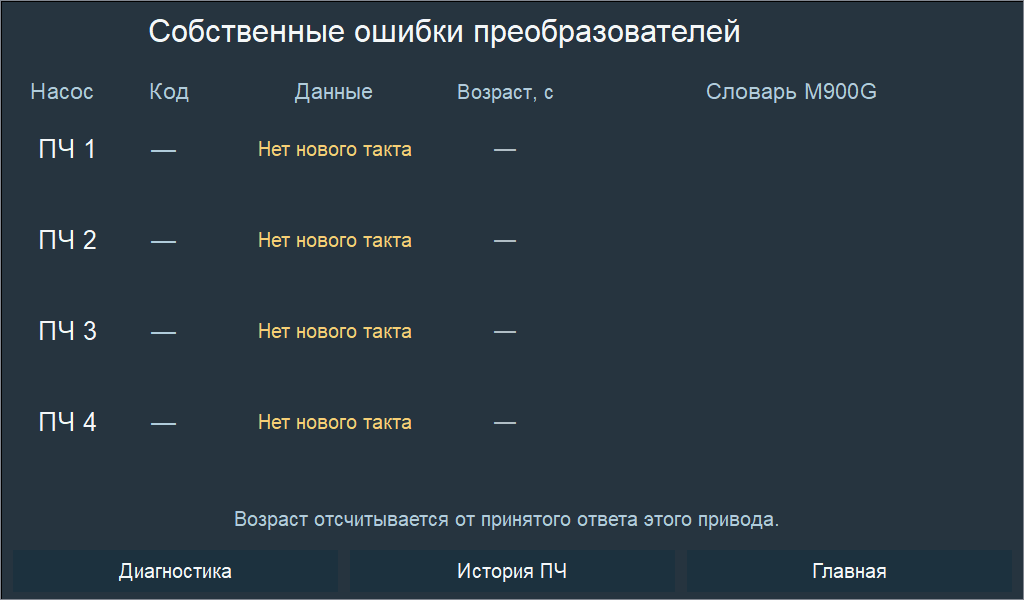 Собственные ошибки преобразователей
Насос Код Данные Возраст, с Словарь M900G
ПЧ 1 — Нет нового такта —
ПЧ 2 — Нет нового такта —
ПЧ 3 — Нет нового такта —
ПЧ 4 — Нет нового такта —
Возраст отсчитывается от принятого ответа этого привода.
Диагностика История ПЧ Главная